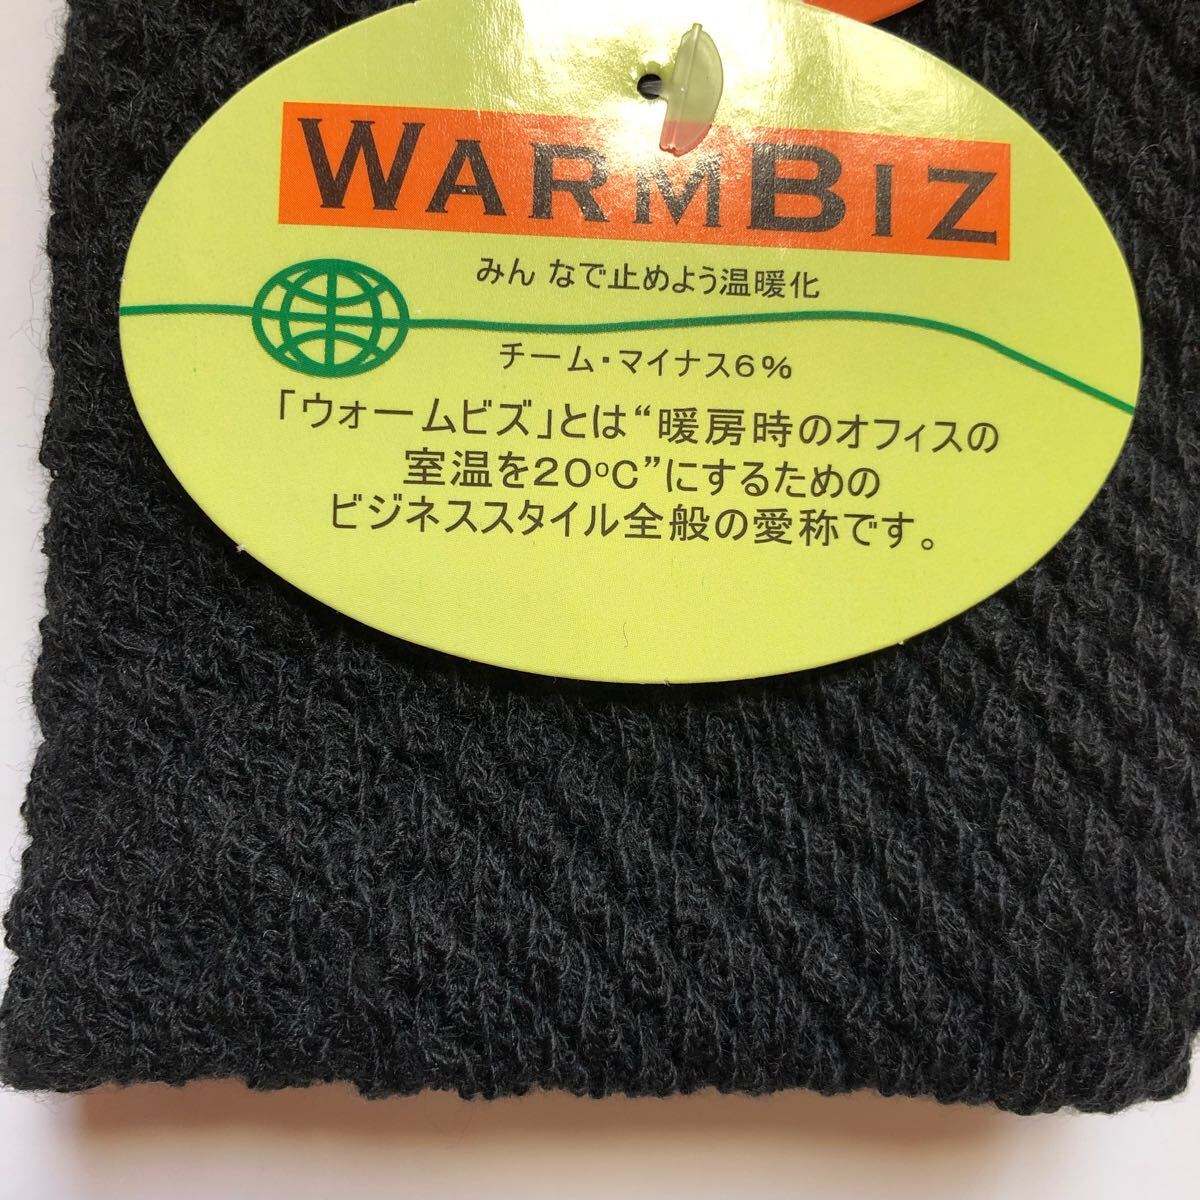 WARMBIZ
みん なで止めよう温暖化
チーム・マイナス6%
「ウォームビズ」とは“暖房時のオフィスの
室温を20℃”にするための
ビジネススタイル全般の愛称です。